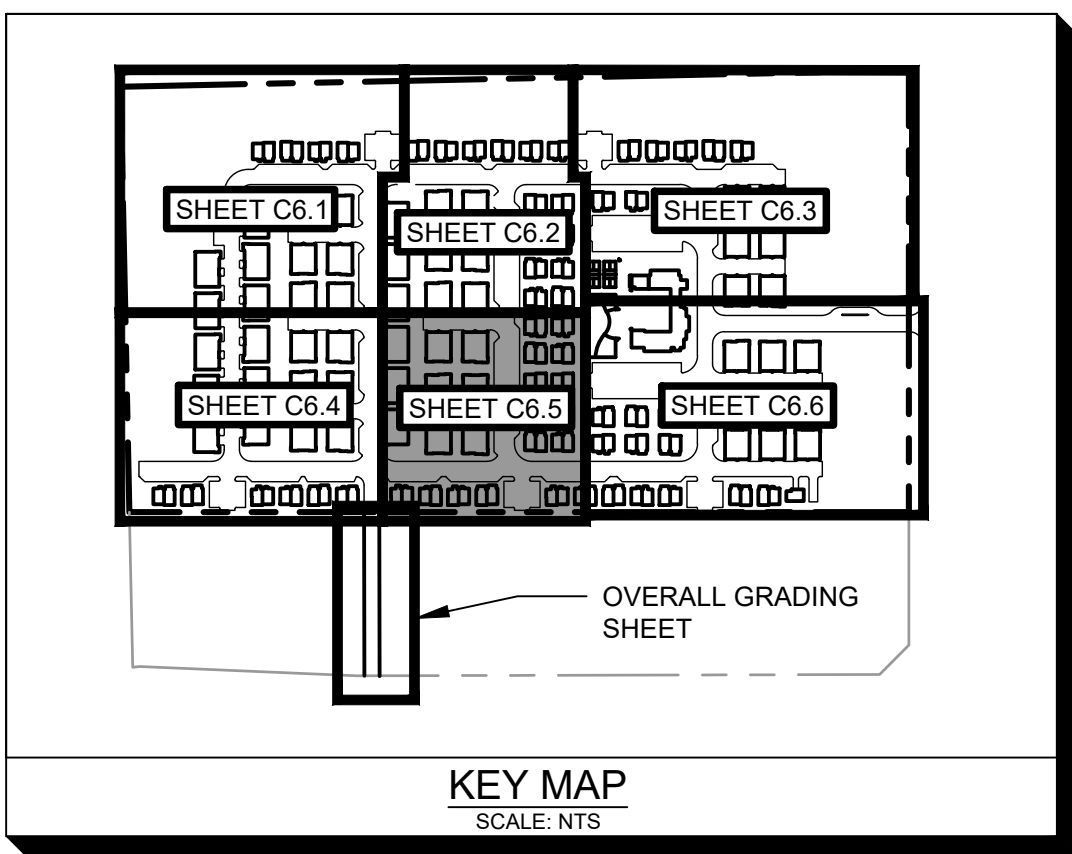 SHEET C6.1
SHEET C6.2
SHEET C6.3
SHEET C6.4
SHEET C6.5
SHEET C6.6
OVERALL GRADING
SHEET
KEY MAP
SCALE: NTS